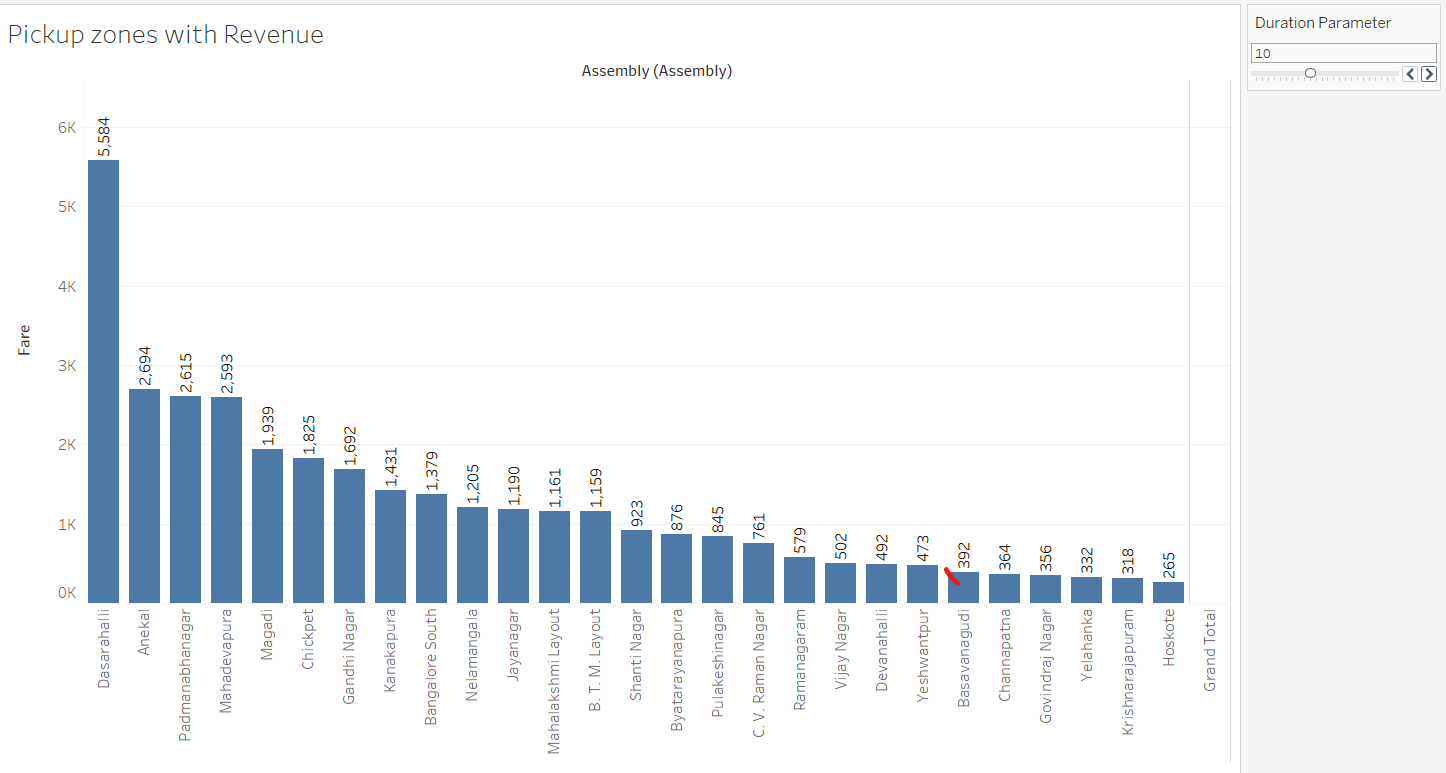 Pickup zones with Revenue
Duration Parameter
10
Assembly (Assembly)
Fare
6K
5K
4K
3K
2K
1K
0K
5,584
2,694
2,615
2,593
1,939
1,825
1,692
1,431
1,379
1,205
1,190
1,161
1,159
923
876
845
761
579
502
492
473
392
364
356
332
318
265
Dasarahalli
Anekal
Padmanabhanagar
Mahadevapura
Magadi
Chickpet
Gandhi Nagar
Kanakapura
Bangalore South
Nelamangala
Jayanagar
Mahalakshmi Layout
B. T. M. Layout
Shanti Nagar
Byatarayanapura
Pulakeshinagar
C. V. Raman Nagar
Ramanagaram
Vijay Nagar
Devanahalli
Yeshwantpur
Basavanagudi
Channapatna
Govindraj Nagar
Yelahanka
Krishnarajapuram
Hoskote
Grand Total